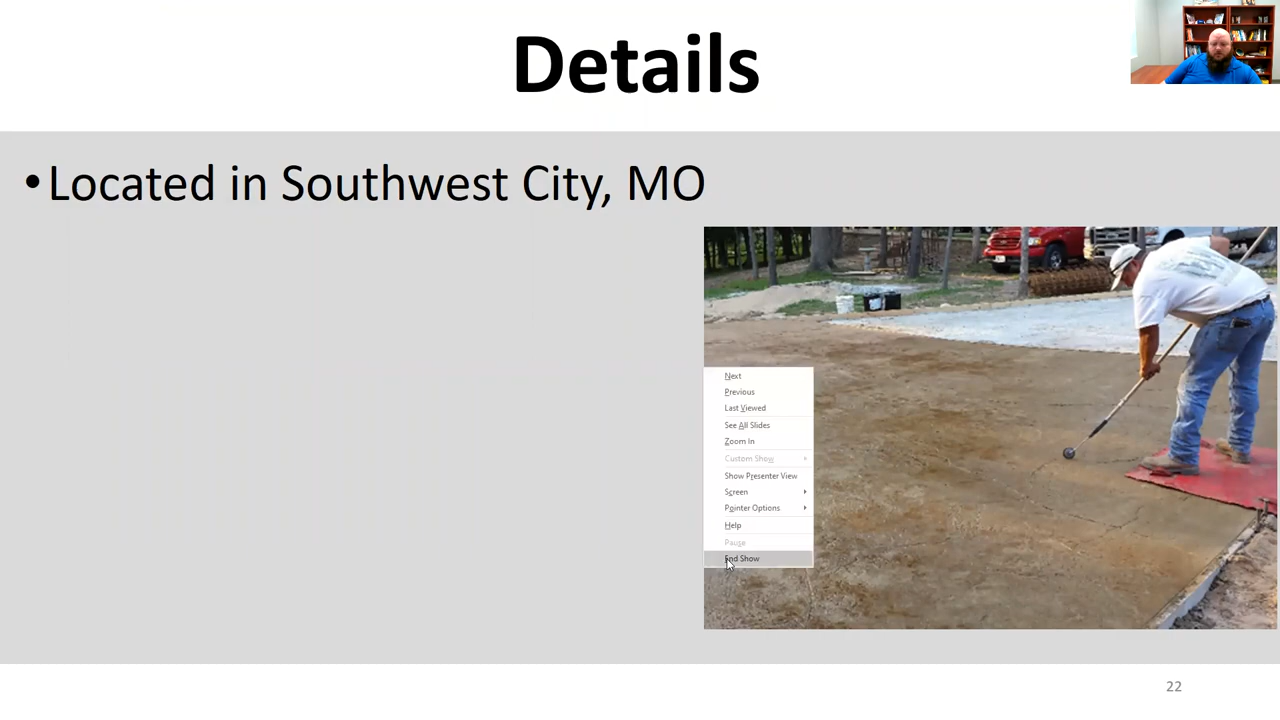 Details
•Located in Southwest City, MO
Next
Previous
Last Viewed
See All Slides
Zoom In
Custom Show
Show Presenter View
Screen
Pointer Options
Help
Pause
End Show
22